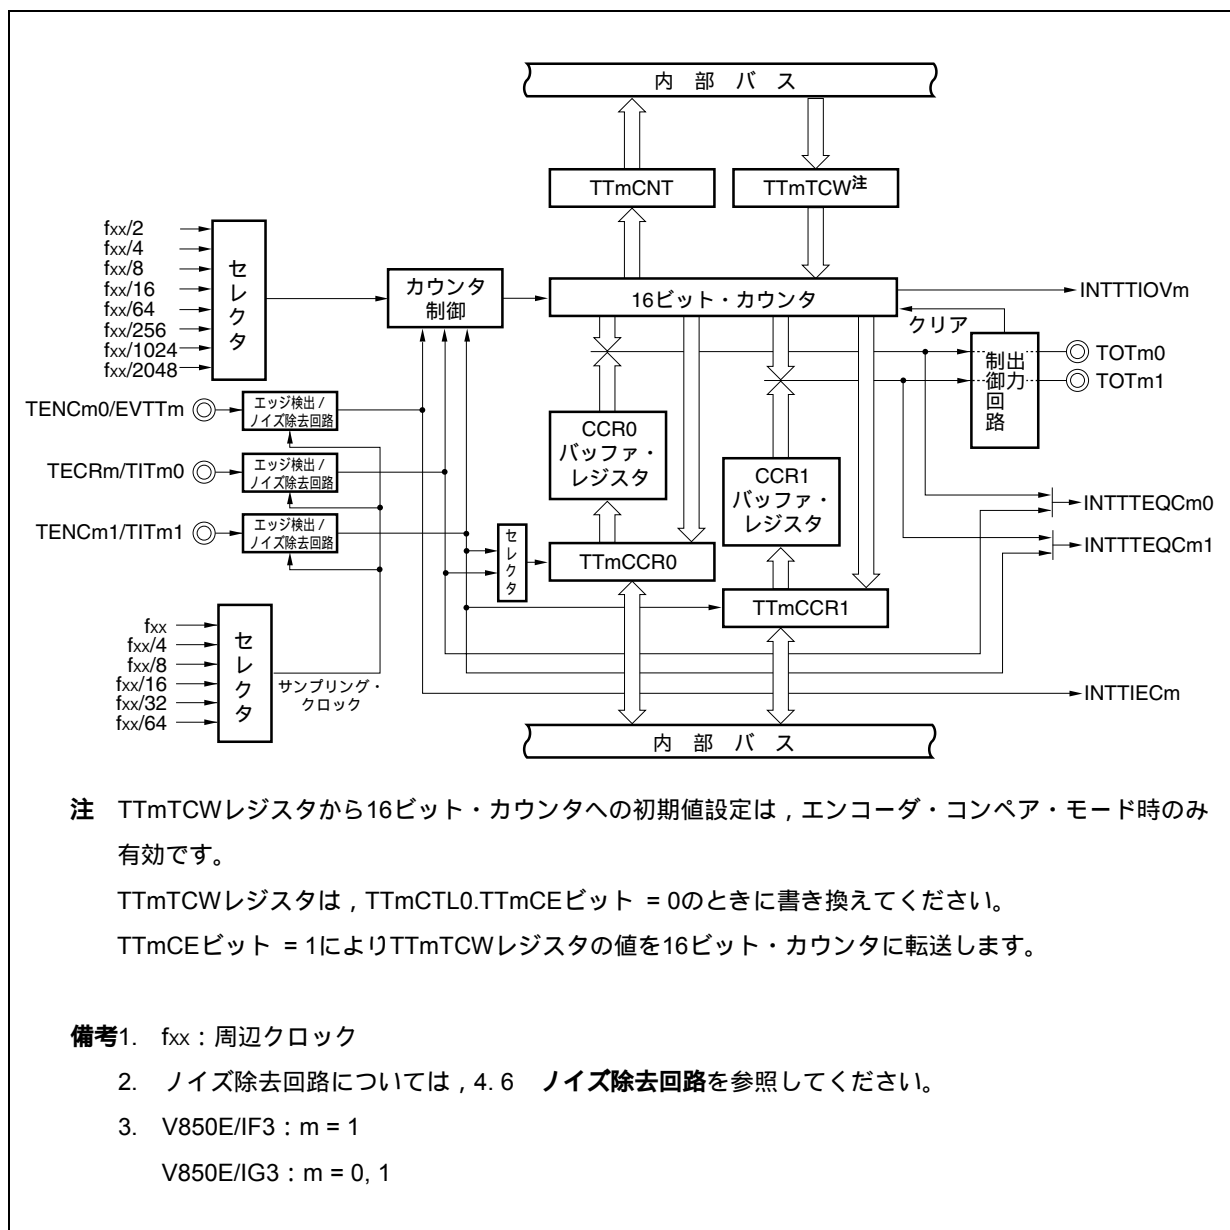 内 部 バ ス
TTmCNT
TTmTCW注
fxx/2
fxx/4
fxx/8
fxx/16
fxx/64
fxx/256
fxx/1024
fxx/2048
セレクタ
カウンタ
制御
16ビット・カウンタ
INTTTIOVm
クリア
出力
制御回路
TOTm0
TOTm1
TENCm0/EVTTm
エッジ検出/
ノイズ除去回路
TECRm/TITm0
エッジ検出/
ノイズ除去回路
TENCm1/TITm1
エッジ検出/
ノイズ除去回路
CCR0
バッファ・
レジスタ
CCR1
バッファ・
レジスタ
INTTTEQCm0
INTTTEQCm1
セレクタ
TTmCCR0
TTmCCR1
fxx
fxx/4
fxx/8
fxx/16
fxx/32
fxx/64
セレクタ
サンプリング・
クロック
INTTIECm
内 部 バ ス
注 TTmTCWレジスタから16ビット・カウンタへの初期値設定は，エンコーダ・コンペア・モード時のみ
有効です。
TTmTCWレジスタは，TTmCTL0.TTmCEビット = 0のときに書き換えてください。
TTmCEビット = 1によりTTmTCWレジスタの値を16ビット・カウンタに転送します。
備考1. fxx：周辺クロック
2. ノイズ除去回路については，4. 6 ノイズ除去回路を参照してください。
3. V850E/IF3：m = 1
V850E/IG3：m = 0, 1